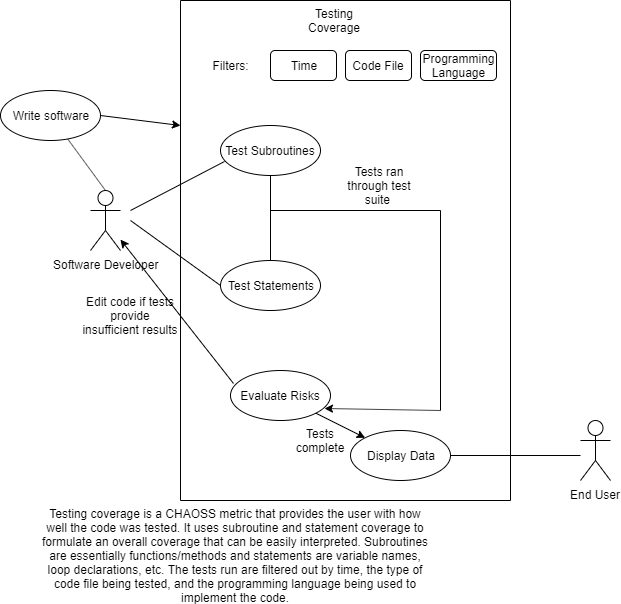 Testing
Coverage
Filters:
Time
Code File
Programming
Language
Write software
Test Subroutines
Tests ran
through test
suite
Software Developer
Test Statements
Edit code if tests
provide
insufficient results
Evaluate Risks
Tests
complete
Display Data
End User
Testing coverage is a CHAOSS metric that provides the user with how
well the code was tested. It uses subroutine and statement coverage to
formulate an overall coverage that can be easily interpreted. Subroutines
are essentially functions/methods and statements are variable names,
loop declarations, etc. The tests run are filtered out by time, the type of
code file being tested, and the programming language being used to
implement the code.